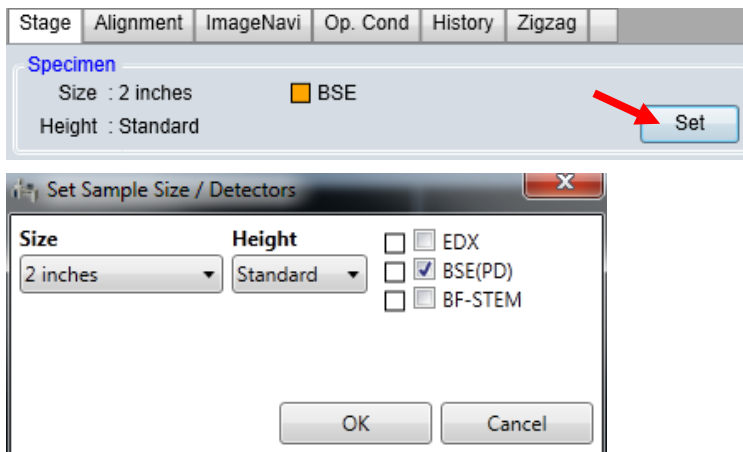 Stage Alignment ImageNavi Op. Cond History Zigzag
Specimen
Size : 2 inches BSE
Height : Standard Set
Set Sample Size / Detectors
Size Height EDX
2 inches Standard BSE(PD)
BF-STEM
OK Cancel